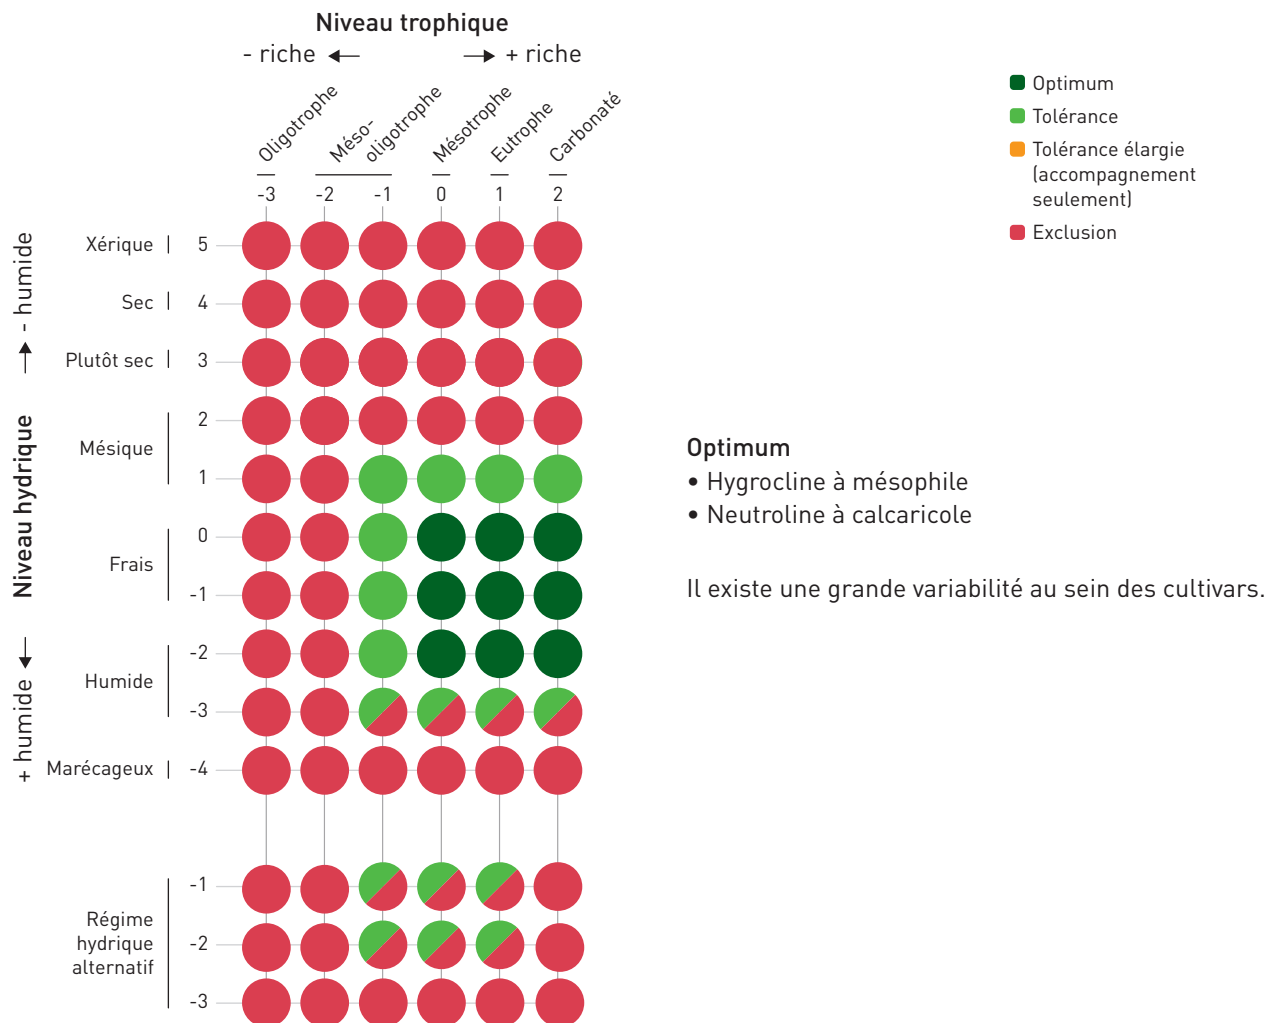 Niveau trophique
- riche
+ riche
Oligotrophe
Méso-
oligotrophe
Mésotrophe
Eutrophe
Carbonaté
-3
-2
-1
0
1
2
Optimum
Tolérance
Tolérance élargie
(accompagnement
seulement)
Exclusion
Niveau hydrique
- humide
+ humide
Xérique
5
Sec
4
Plutôt sec
3
Mésique
2
1
Frais
0
-1
Humide
-2
-3
Marécageux
-4
Régime
hydrique
alternatif
-1
-2
-3
Optimum
• Hygrocline à mésophile
• Neutroline à calcaricole
Il existe une grande variabilité au sein des cultivars.